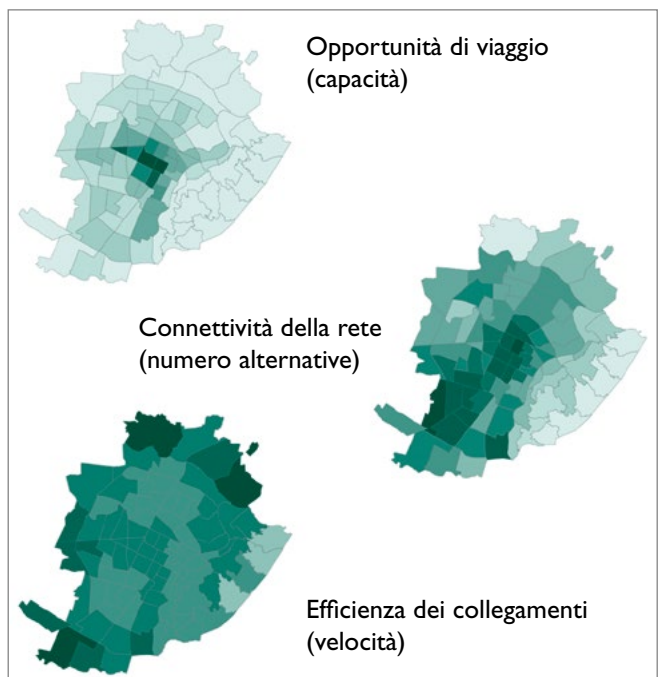 Opportunità di viaggio
(capacità)
Connettività della rete
(numero alternative)
Efficienza dei collegamenti
(velocità)